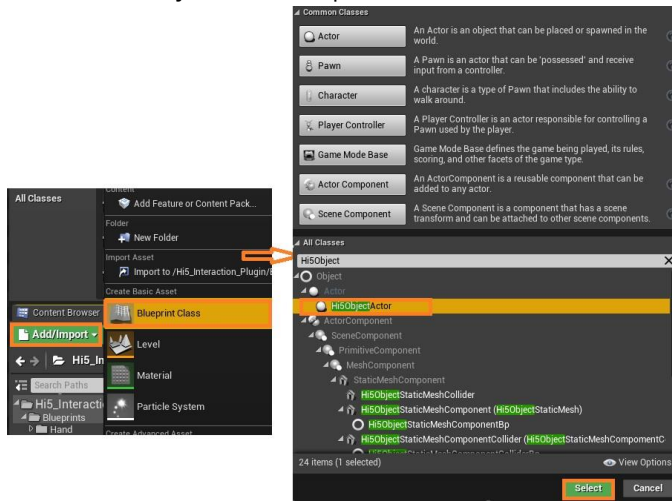 Common Classes
Actor
An Actor is an object that can be placed or spawned in the
world.
Pawn
A Pawn is an actor that can be 'possessed' and receive
input from a controller.
Character
A character is a type of Pawn that includes the ability to
walk around.
Player Controller
A Player Controller is an actor responsible for controlling a
Pawn used by the player.
Game Mode Base
Game Mode Base defines the game being played, its rules,
scoring, and other facets of the game type.
Actor Component
An ActorComponent is a reusable component that can be
added to any actor.
Scene Component
A Scene Component is a component that has a scene
transform and can be attached to other scene components.
All Classes
Hi5Object
Object
Actor
Hi5ObjectActor
ActorComponent
SceneComponent
PrimitiveComponent
MeshComponent
StaticMeshComponent
Hi5ObjectStaticMeshCollider
Hi5ObjectStaticMeshComponent (Hi5ObjectStaticMesh)
Hi5ObjectStaticMeshComponentBp
Hi5ObjectStaticMeshComponentCollider (Hi5ObjectStaticMeshCompomentC
24 items (1 selected)
View Options
Select
Cancel
All Classes
Content
Add Feature or Content Pack...
Folder
New Folder
Import Asset
Import to /Hi5_Interaction_Plugin/
Create Basic Asset
Content Browser
Blueprint Class
Add/Import
Level
Hi5_In
Material
Search Paths
Hi5_Interacti
Particle System
Blueprints
Hand
Create Advanced Asset